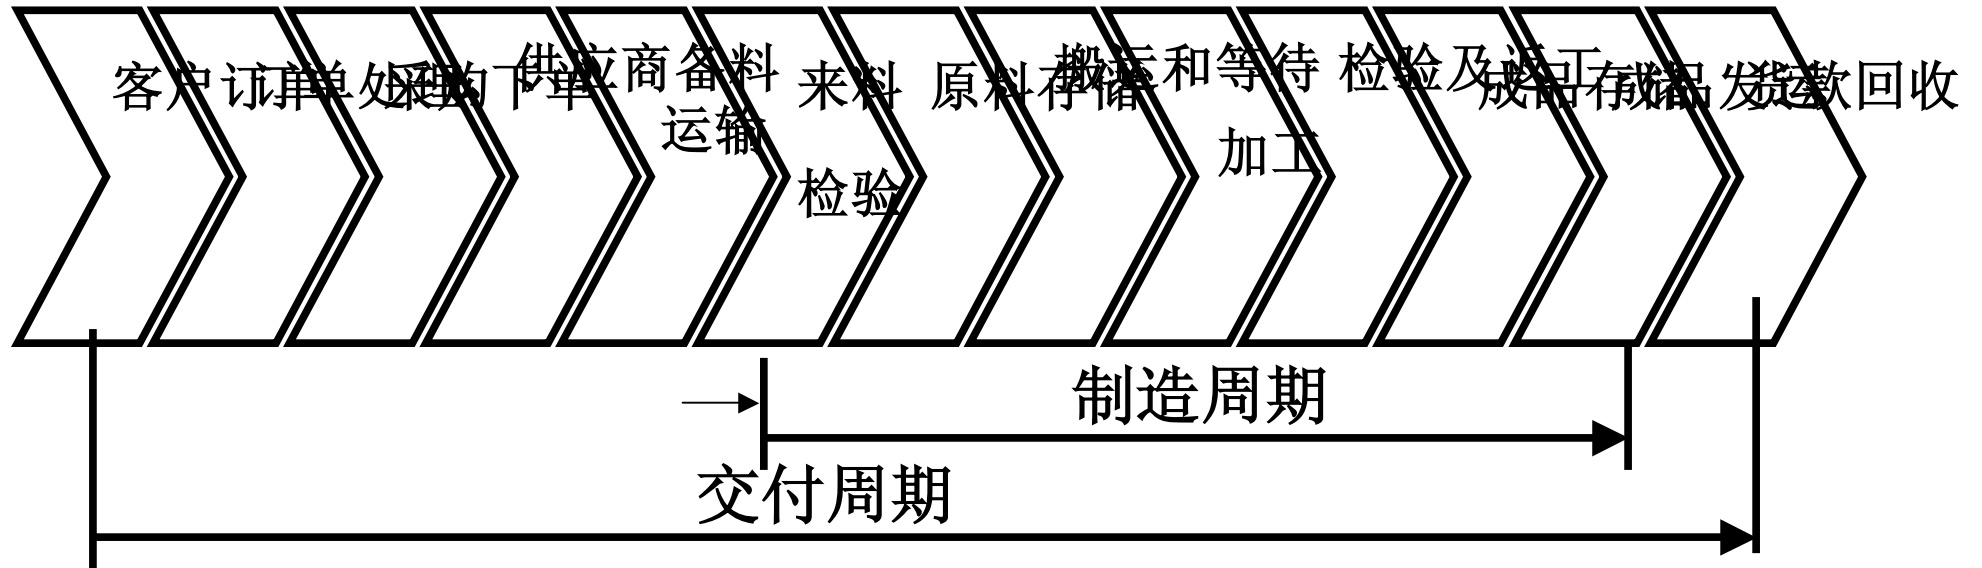 客户订单
订单处理
采购下单
供应商备料
运输
来料
检验
原料存储
搬运和等待
加工
检验及返工
成品存储
成品发运
货款回收
制造周期
交付周期